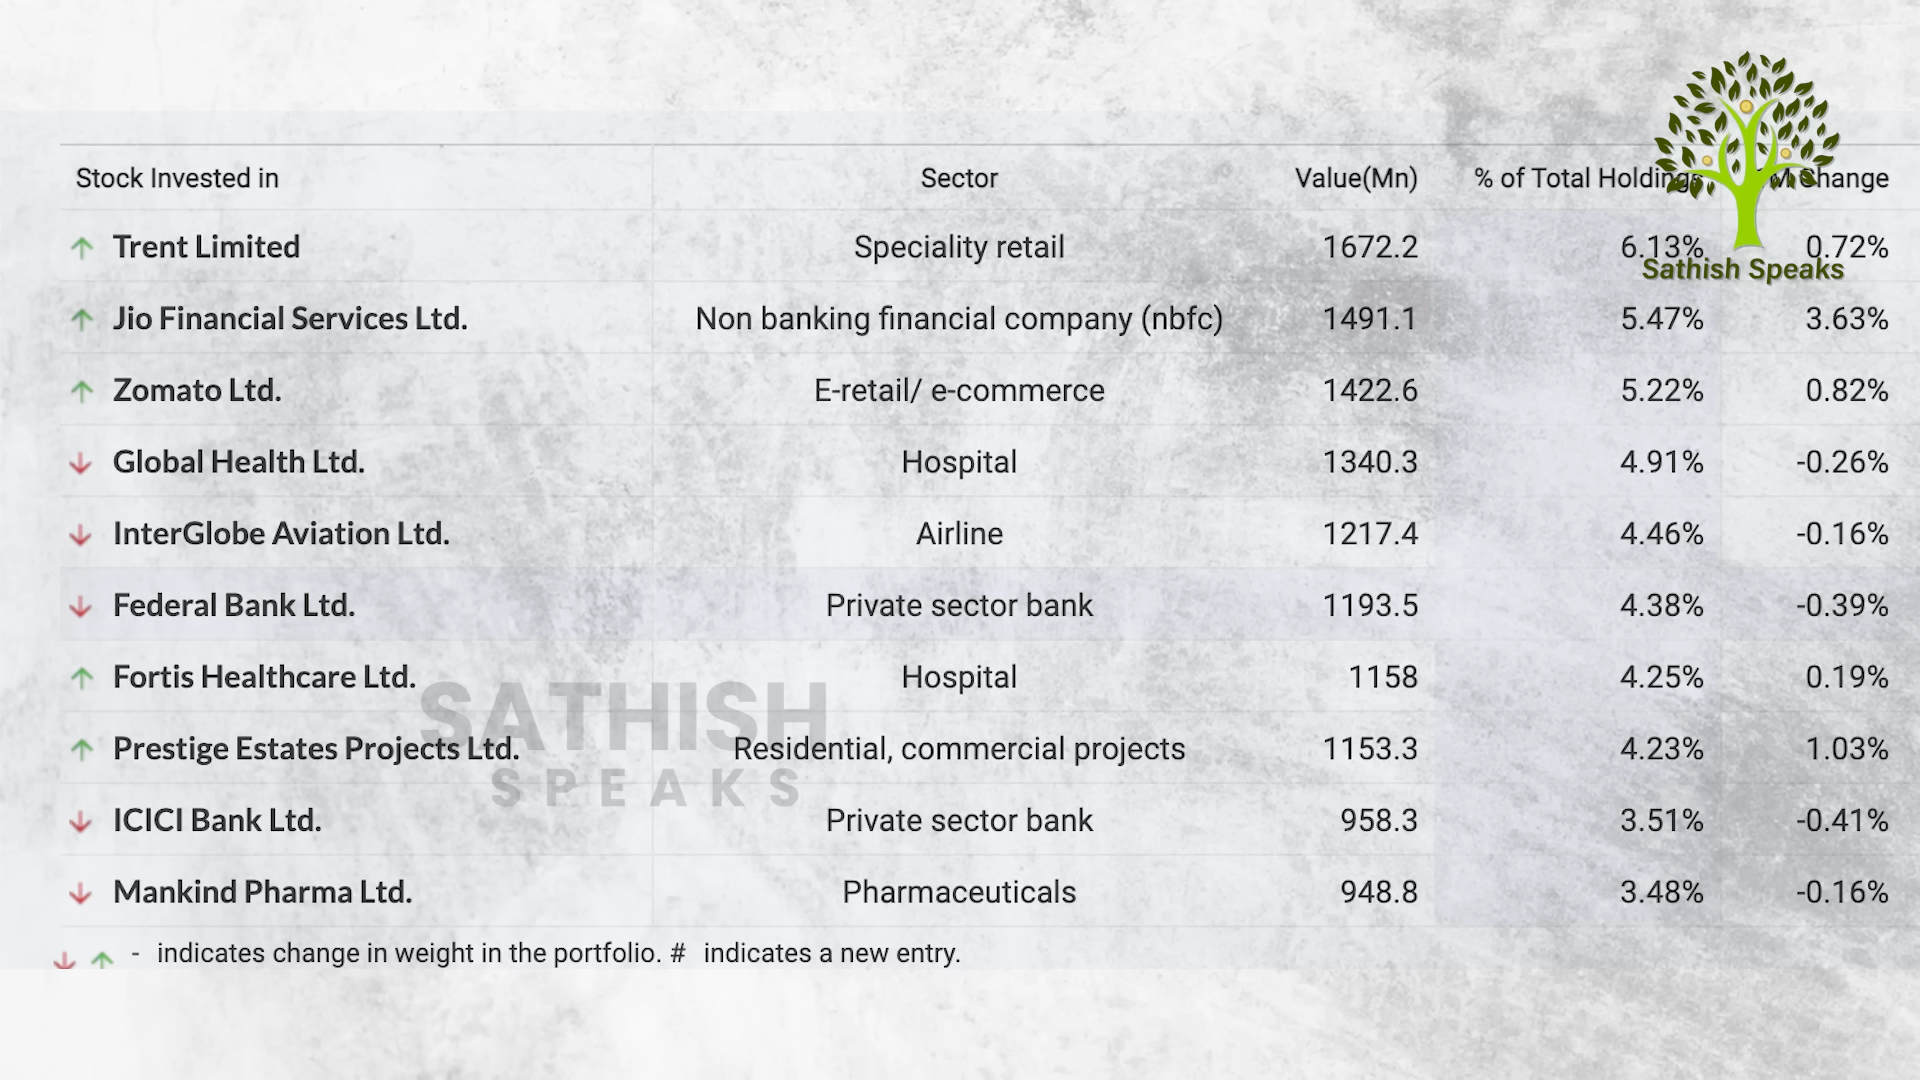 Stock Invested in Sector Value(Mn) % of Total Holdings Change
Trent Limited Speciality retail 1672.2 6.13% 0.72%
Sathish Speaks
Jio Financial Services Ltd. Non banking financial company (nbfc) 1491.1 5.47% 3.63%
Zomato Ltd. E-retail/ e-commerce 1422.6 5.22% 0.82%
Global Health Ltd. Hospital 1340.3 4.91% -0.26%
InterGlobe Aviation Ltd. Airline 1217.4 4.46% -0.16%
Federal Bank Ltd. Private sector bank 1193.5 4.38% -0.39%
Fortis Healthcare Ltd. Hospital 1158 4.25% 0.19%
SATHISH
Prestige Estates Projects Ltd. Residential, commercial projects 1153.3 4.23% 1.03%
SPEAKS
ICICI Bank Ltd. Private sector bank 958.3 3.51% -0.41%
Mankind Pharma Ltd. Pharmaceuticals 948.8 3.48% -0.16%
- indicates change in weight in the portfolio. # indicates a new entry.